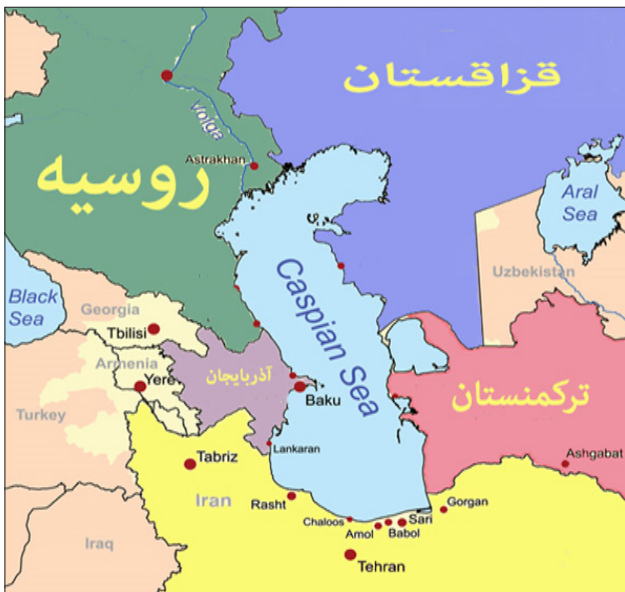 قزاقستان
Vrolga
Astrakhan
روسیه
Aral
Sea
Uzbekistan
Caspian Sea
Black
Sea
Georgia
Tbilisi
Armenia
Yere
آذربایجان
Baku
ترکمنستان
Turkey
Lankaran
Ashgabat
Tabriz
Iran
Rasht
Gorgan
Chaloos
Sari
Amol
Babol
Iraq
Tehran